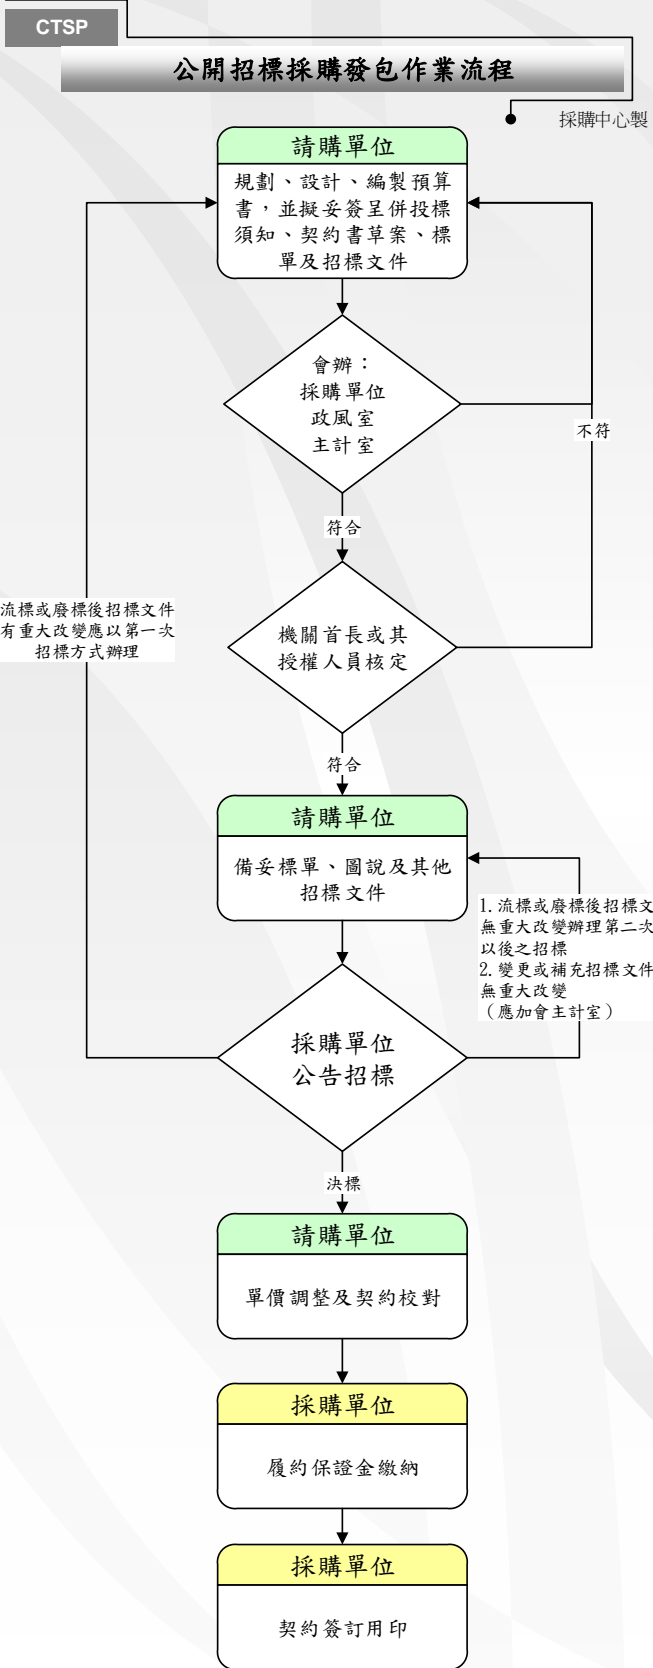 CTSP
公開招標採購發包作業流程
採購中心製
請購單位
規劃、設計、編製預算
書，並擬妥簽呈併投標
須知、契約書草案、標
單及招標文件
會辦：
採購單位
政風室
主計室
不符
符合
流標或廢標後招標文件
有重大改變應以第一次
招標方式辦理
機關首長或其
授權人員核定
符合
請購單位
備妥標單、圖說及其他
招標文件
1. 流標或廢標後招標文
無重大改變辦理第二次
以後之招標
2. 變更或補充招標文件
無重大改變
（應加會主計室）
採購單位
公告招標
決標
請購單位
單價調整及契約校對
採購單位
履約保證金繳納
採購單位
契約簽訂用印